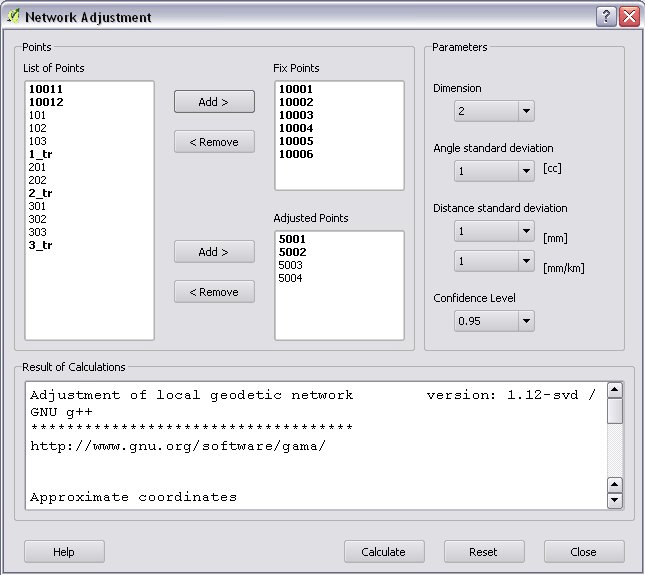 Network Adjustment
Points
List of Points
10011
10012
101
102
103
1_tr
201
202
2_tr
301
302
303
3_tr
Add >
< Remove
Fix Points
10001
10002
10003
10004
10005
10006
Add >
< Remove
Adjusted Points
5001
5002
5003
5004
Parameters
Dimension
2
Angle standard deviation
1 [cc]
Distance standard deviation
1 [mm]
1 [mm/km]
Confidence Level
0.95
Result of Calculations
Adjustment of local geodetic network version: 1.12-svd /
GNU g++
************************************
http://www.gnu.org/software/gama/
Approximate coordinates
Help
Calculate
Reset
Close